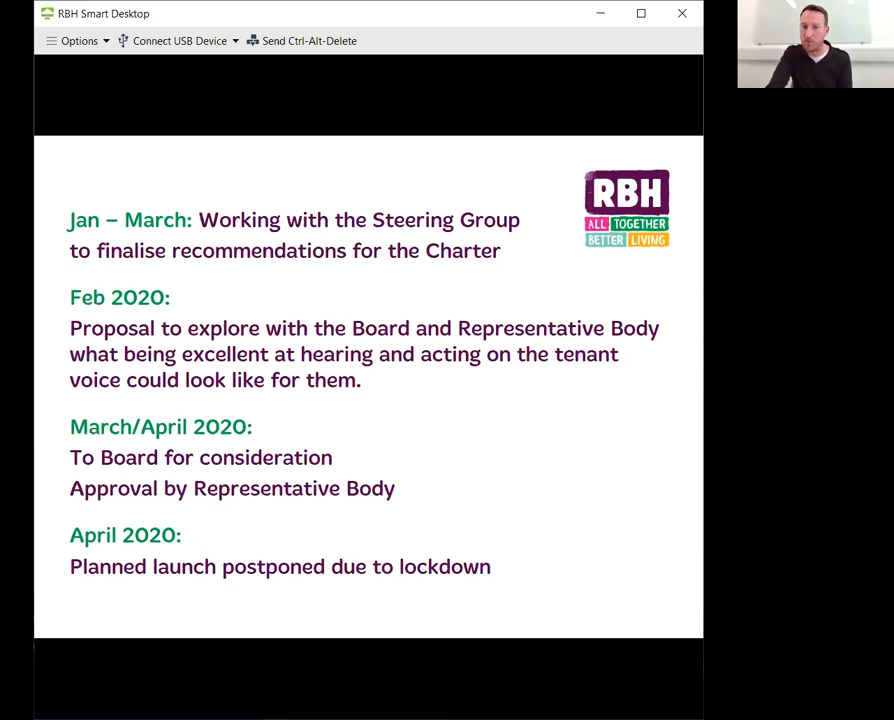 RBH Smart Desktop
Options
Connect USB Device
Send Ctrl-Alt-Delete
RBH
ALL TOGETHER
BETTER LIVING
Jan – March: Working with the Steering Group
to finalise recommendations for the Charter
Feb 2020:
Proposal to explore with the Board and Representative Body
what being excellent at hearing and acting on the tenant
voice could look like for them.
March/April 2020:
To Board for consideration
Approval by Representative Body
April 2020:
Planned launch postponed due to lockdown